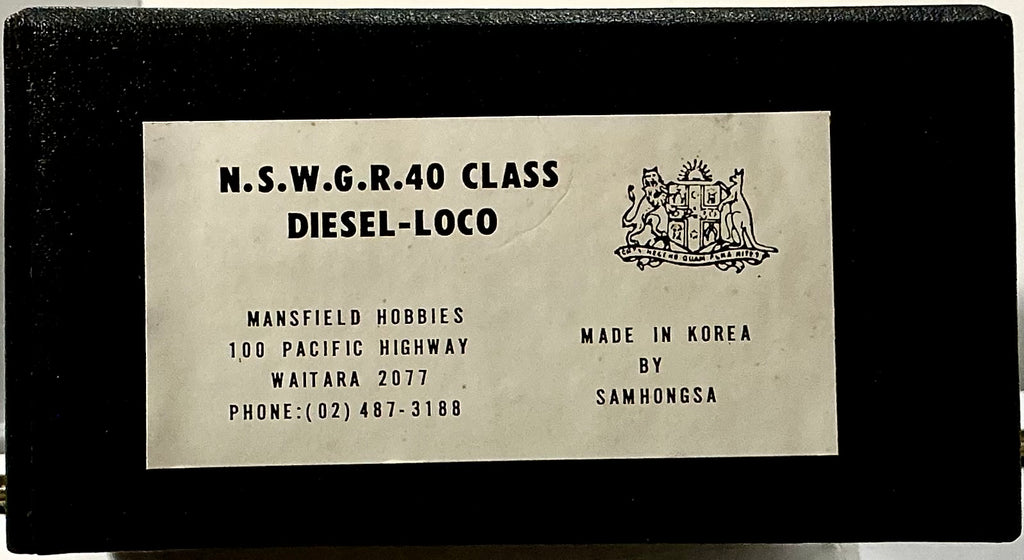 N.S.W.G.R.40 CLASS
DIESEL-LOCO
MANSFIELD HOBBIES
100 PACIFIC HIGHWAY
WAITARA 2077
PHONE:(02) 487-3188
MADE IN KOREA
BY
SAMHONGSA